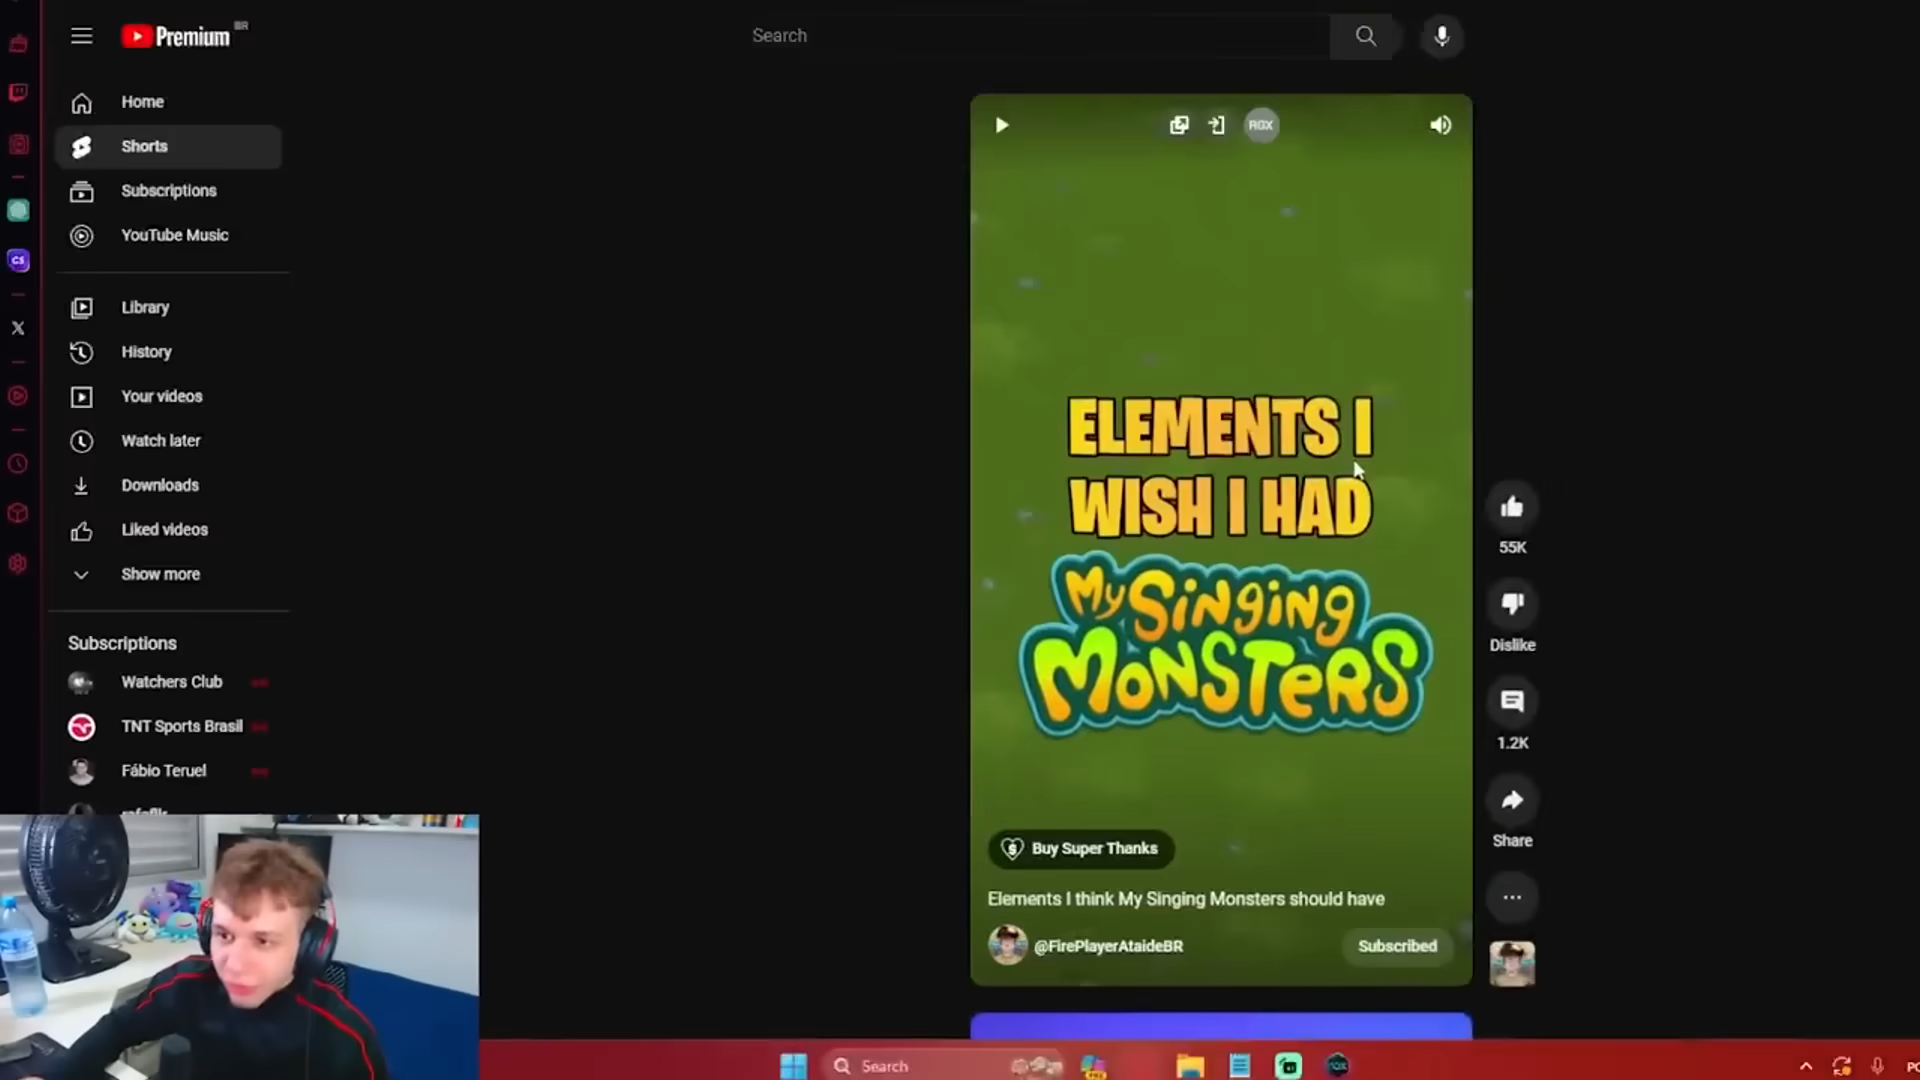 Premium BR
Search
Home
Shorts
Subscriptions
YouTube Music
Library
History
Your videos
Watch later
Downloads
Liked videos
Show more
Subscriptions
Watchers Club
TNT Sports Brasil
Fábio Teruel
CS
X
RGX
ELEMENTS I
WISH I HAD
My Singing
MONSTERS
Buy Super Thanks
Elements I think My Singing Monsters should have
@FirePlayerAtaideBR
Subscribed
55K
Dislike
1.2K
Share
Search